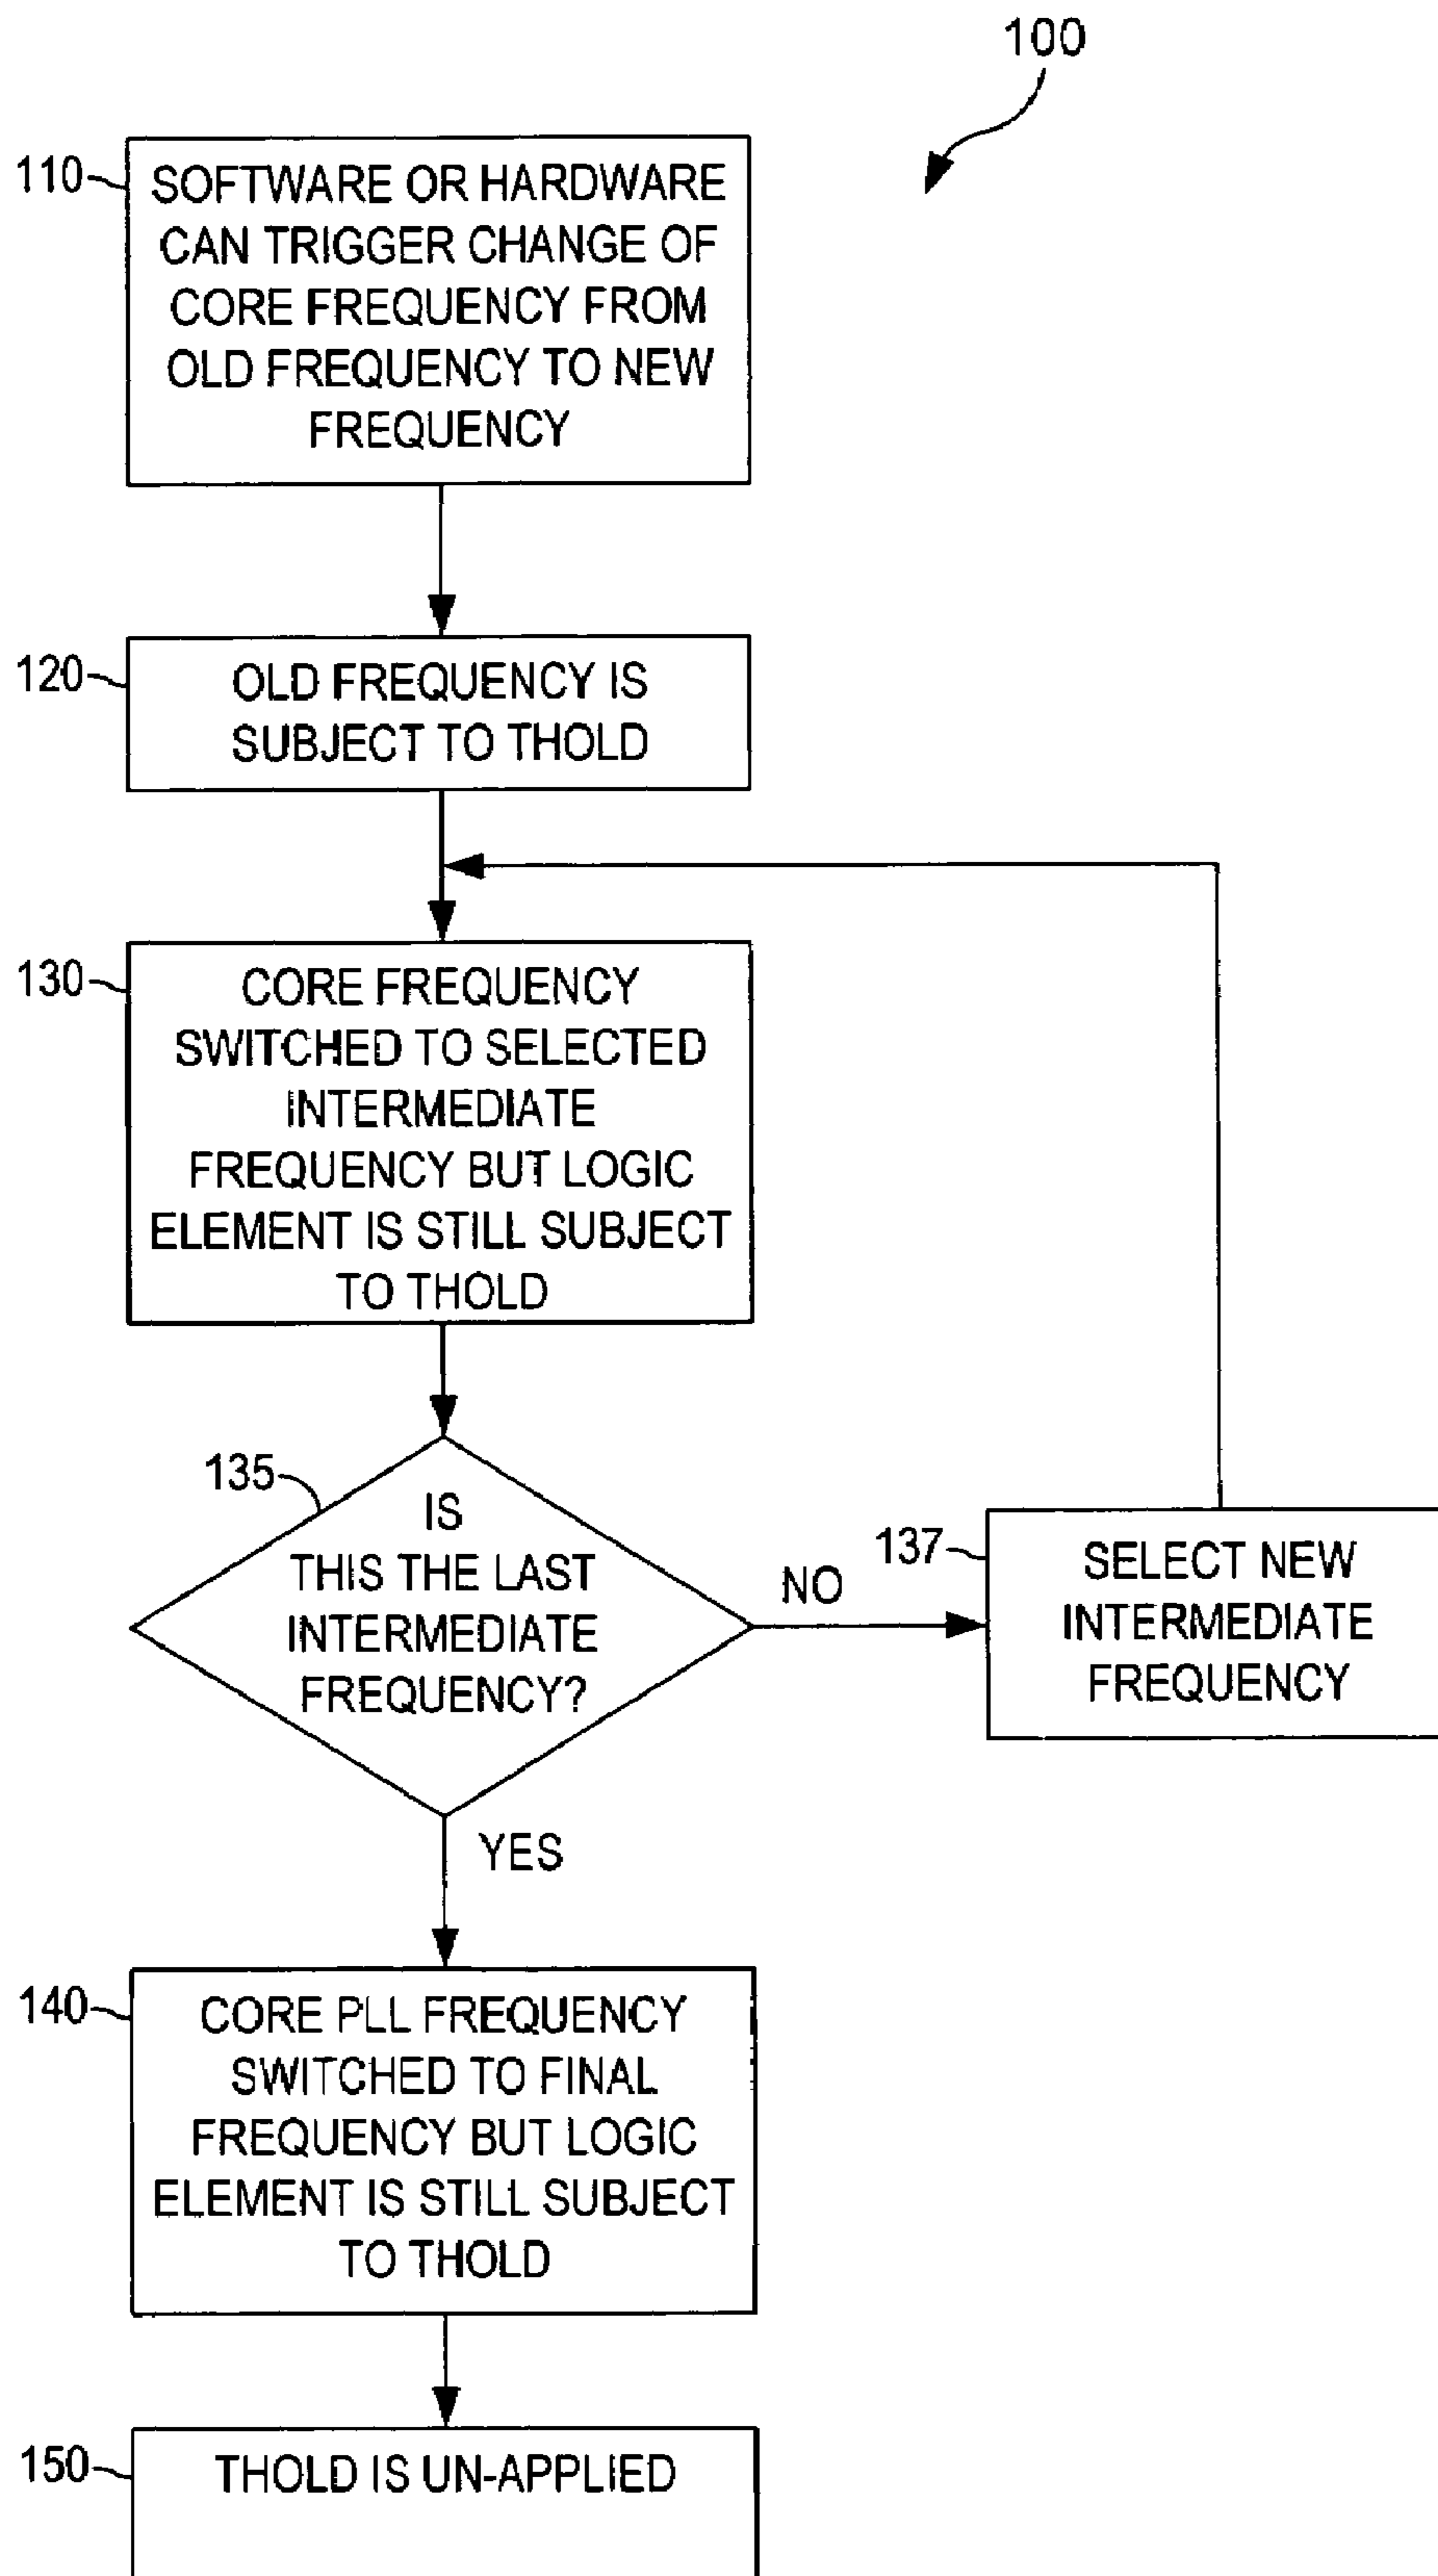 100
110
SOFTWARE OR HARDWARE
CAN TRIGGER CHANGE OF
CORE FREQUENCY FROM
OLD FREQUENCY TO NEW
FREQUENCY
120
OLD FREQUENCY IS
SUBJECT TO THOLD
130
CORE FREQUENCY
SWITCHED TO SELECTED
INTERMEDIATE
FREQUENCY BUT LOGIC
ELEMENT IS STILL SUBJECT
TO THOLD
135
IS
THIS THE LAST
INTERMEDIATE
FREQUENCY?
NO
137
SELECT NEW
INTERMEDIATE
FREQUENCY
YES
140
CORE PLL FREQUENCY
SWITCHED TO FINAL
FREQUENCY BUT LOGIC
ELEMENT IS STILL SUBJECT
TO THOLD
150
THOLD IS UN-APPLIED